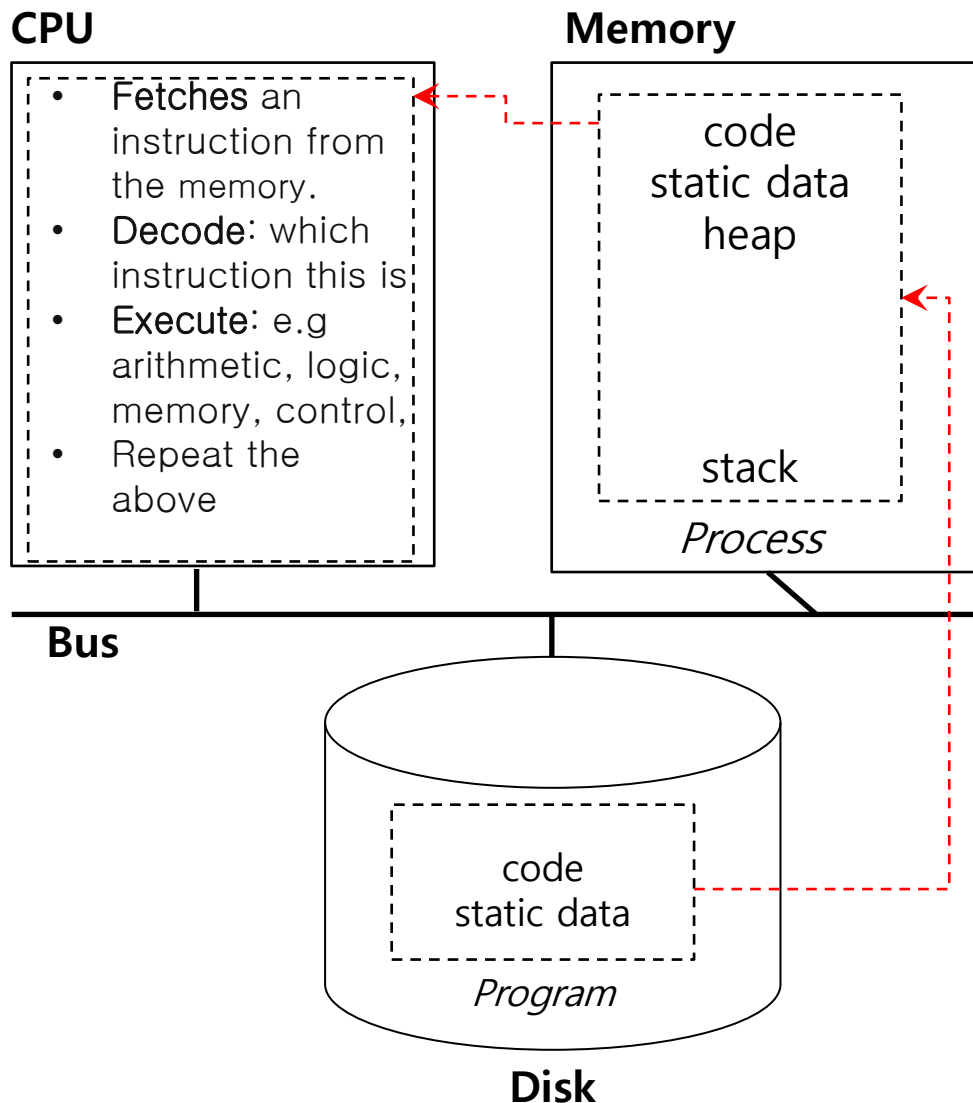 CPU
• Fetches an
instruction from
the memory.
• Decode: which
instruction this is
• Execute: e.g
arithmetic, logic,
memory, control,
• Repeat the
above
Memory
code
static data
heap
stack
Process
Bus
code
static data
Program
Disk